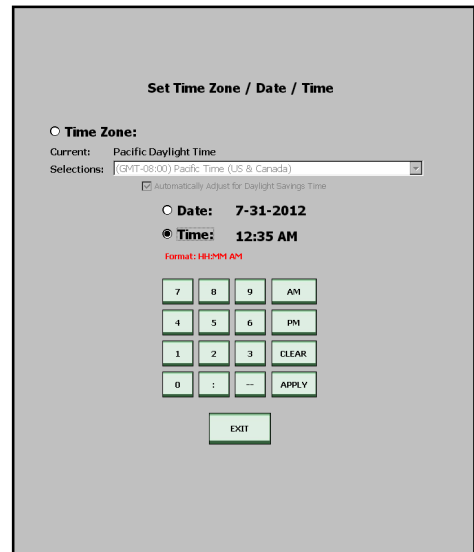 Set Time Zone / Date / Time
Time Zone:
Current: Pacific Daylight Time
Selections: (GMT-08:00) Pacific Time (US & Canada)
Automatically Adjust for Daylight Savings Time
Date: 7-31-2012
Time: 12:35 AM
Format: HH:MM AM
7 8 9 AM
4 5 6 PM
1 2 3 CLEAR
0 : -- APPLY
EXIT